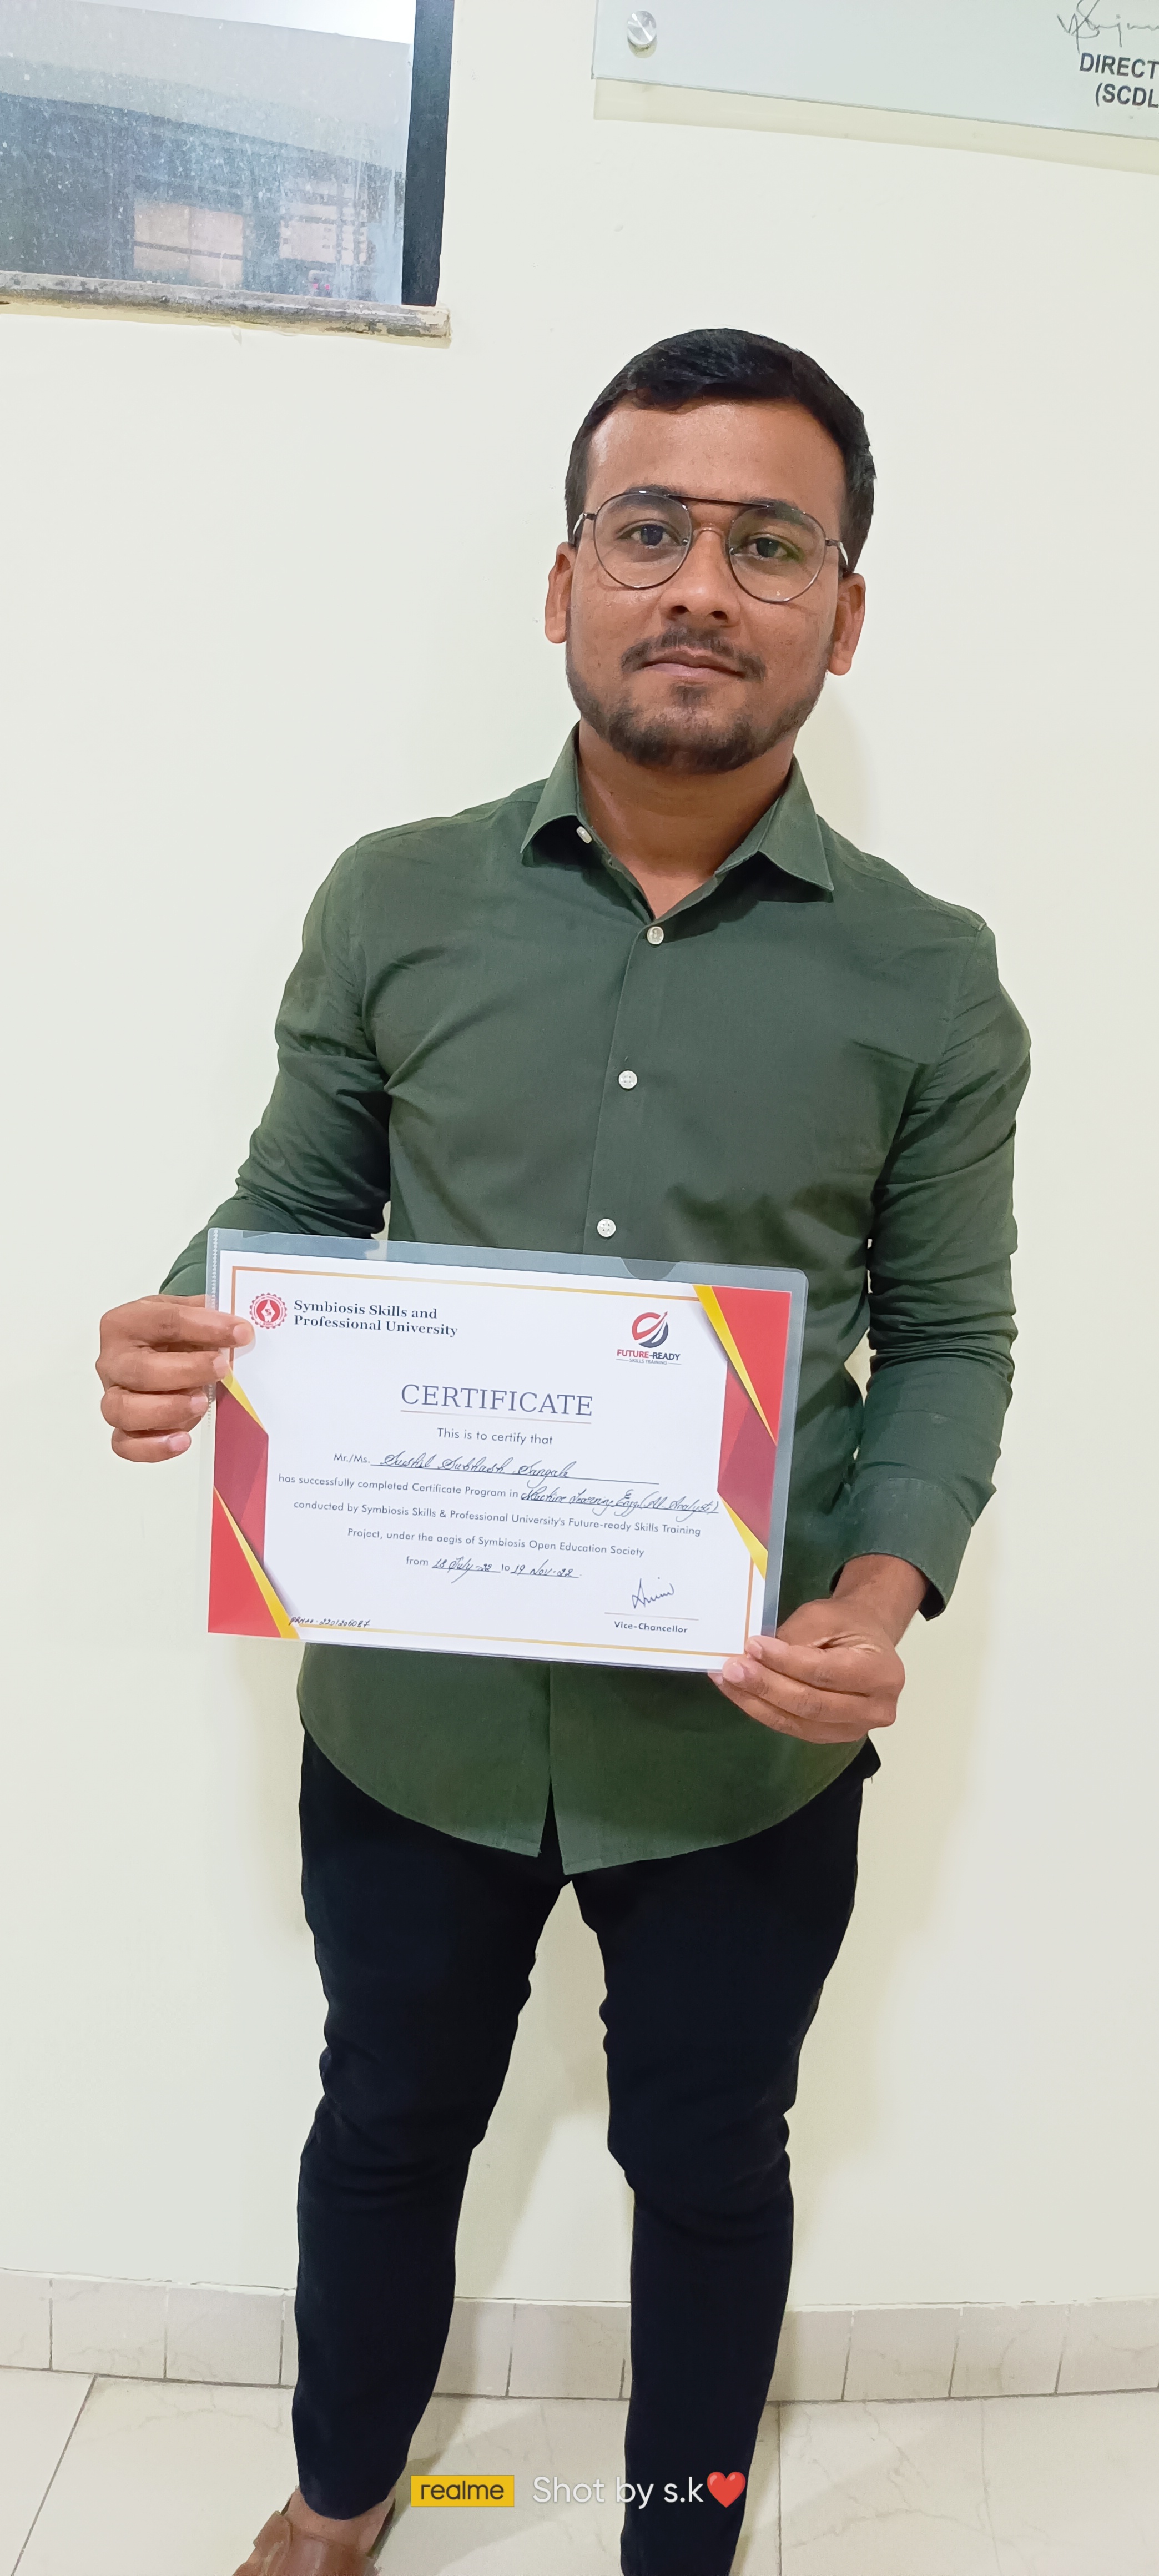 DIRECT
(SCDL
Symbiosis Skills and
Professional University
FUTURE-READY
SKILLS TRAINING
CERTIFICATE
This is to certify that
Mr./Ms. Sushil Subhash Sangale
has successfully completed Certificate Program in Machine Learning Engg (AI Analyst)
conducted by Symbiosis Skills & Professional University's Future-ready Skills Training
Project, under the aegis of Symbiosis Open Education Society
from 18 July-22 to 19 Nov-22.
Vice-Chancellor
realme Shot by s.k❤️